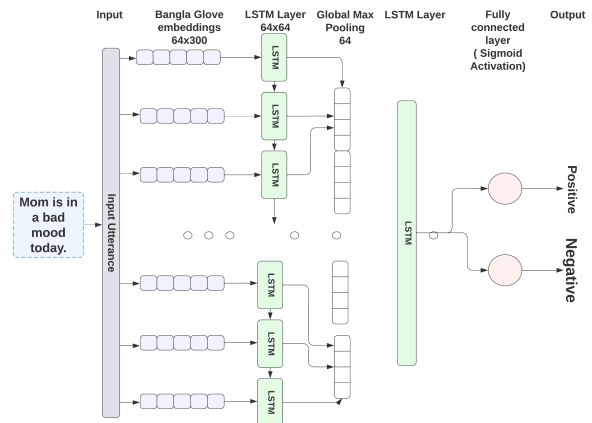 Input
Bangla Glove
embeddings
64x300
LSTM Layer
64x64
Global Max
Pooling
64
LSTM Layer
Fully
connected
layer
( Sigmoid
Activation)
Output
LSTM
LSTM
LSTM
Mom is in
a bad
mood
today.
Input Utterance
LSTM
LSTM
LSTM
LSTM
Positive
Negative